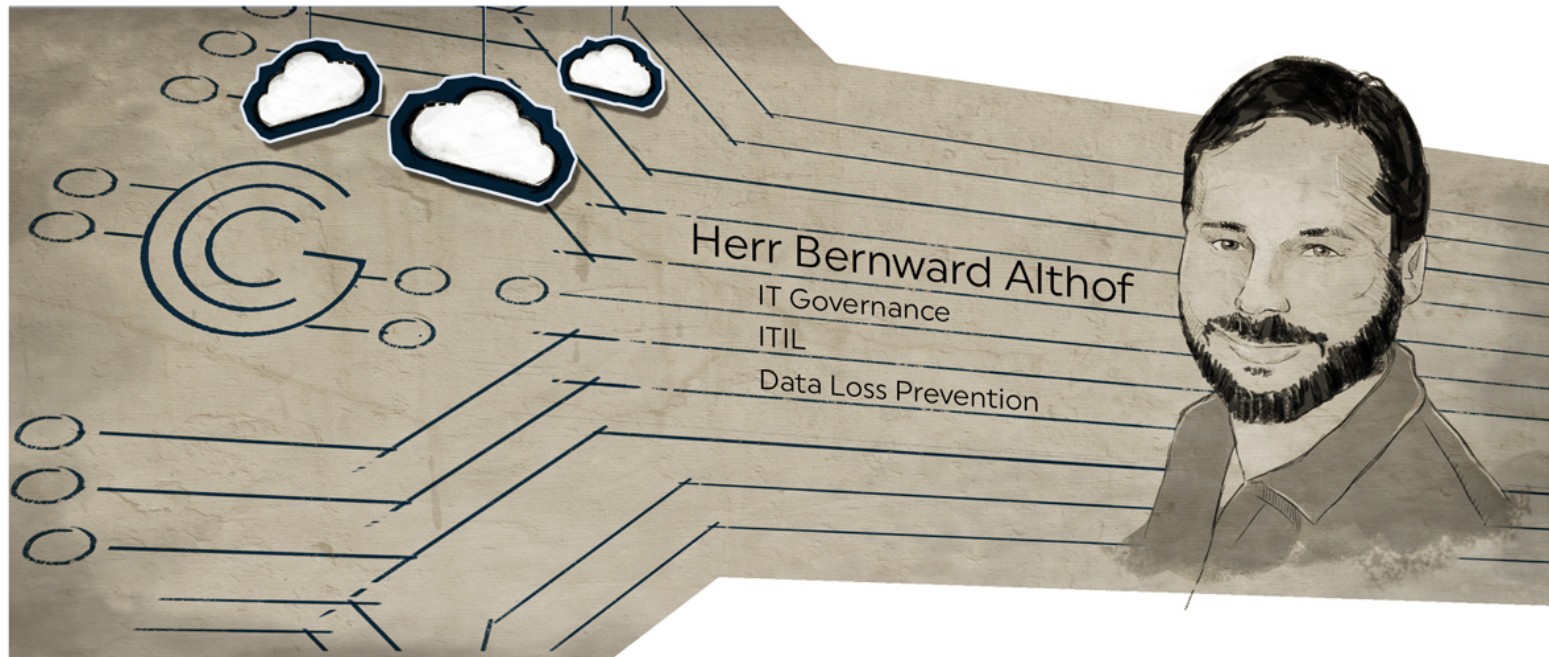 Herr Bernward Althof
IT Governance
ITIL
Data Loss Prevention